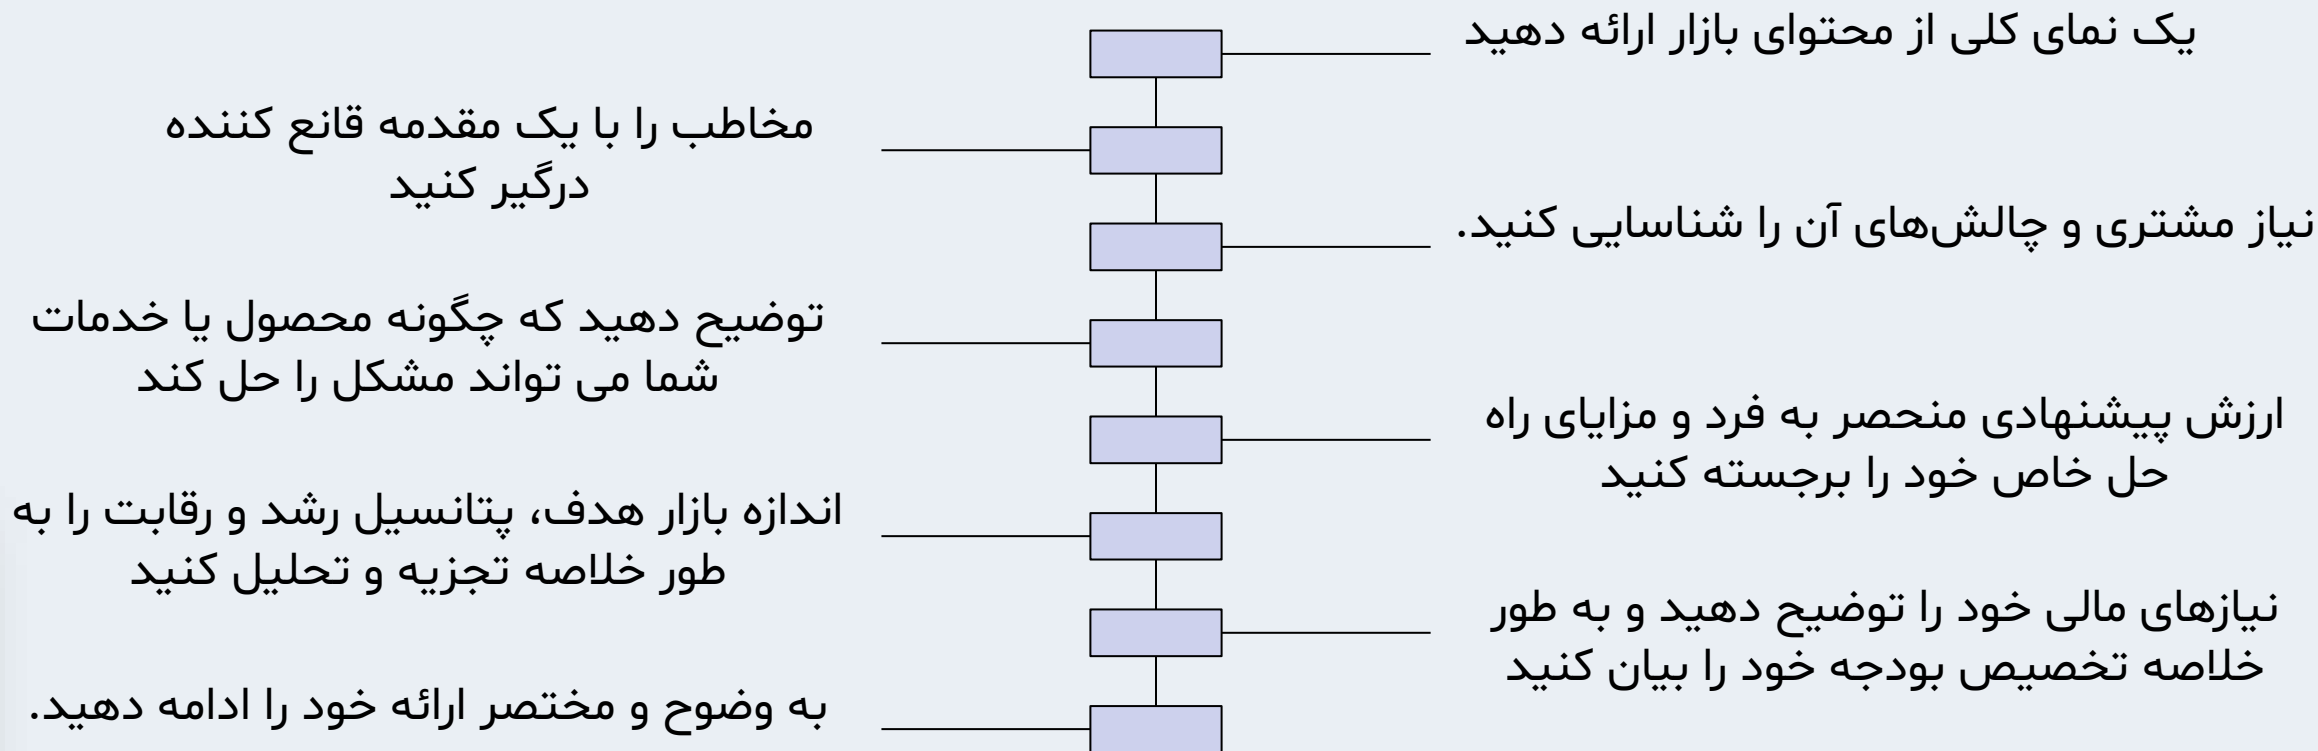 یک نمای کلی از محتوای بازار ارائه دهید
مخاطب را با یک مقدمه قانع کننده
درگیر کنید
نیاز مشتری و چالش‌های آن را شناسایی کنید.
توضیح دهید که چگونه محصول یا خدمات
شما می تواند مشکل را حل کند
ارزش پیشنهادی منحصر به فرد و مزایای راه
حل خاص خود را برجسته کنید
اندازه بازار هدف، پتانسیل رشد و رقابت را به
طور خلاصه تجزیه و تحلیل کنید
نیازهای مالی خود را توضیح دهید و به طور
خلاصه تخصیص بودجه خود را بیان کنید
به وضوح و مختصر ارائه خود را ادامه دهید.